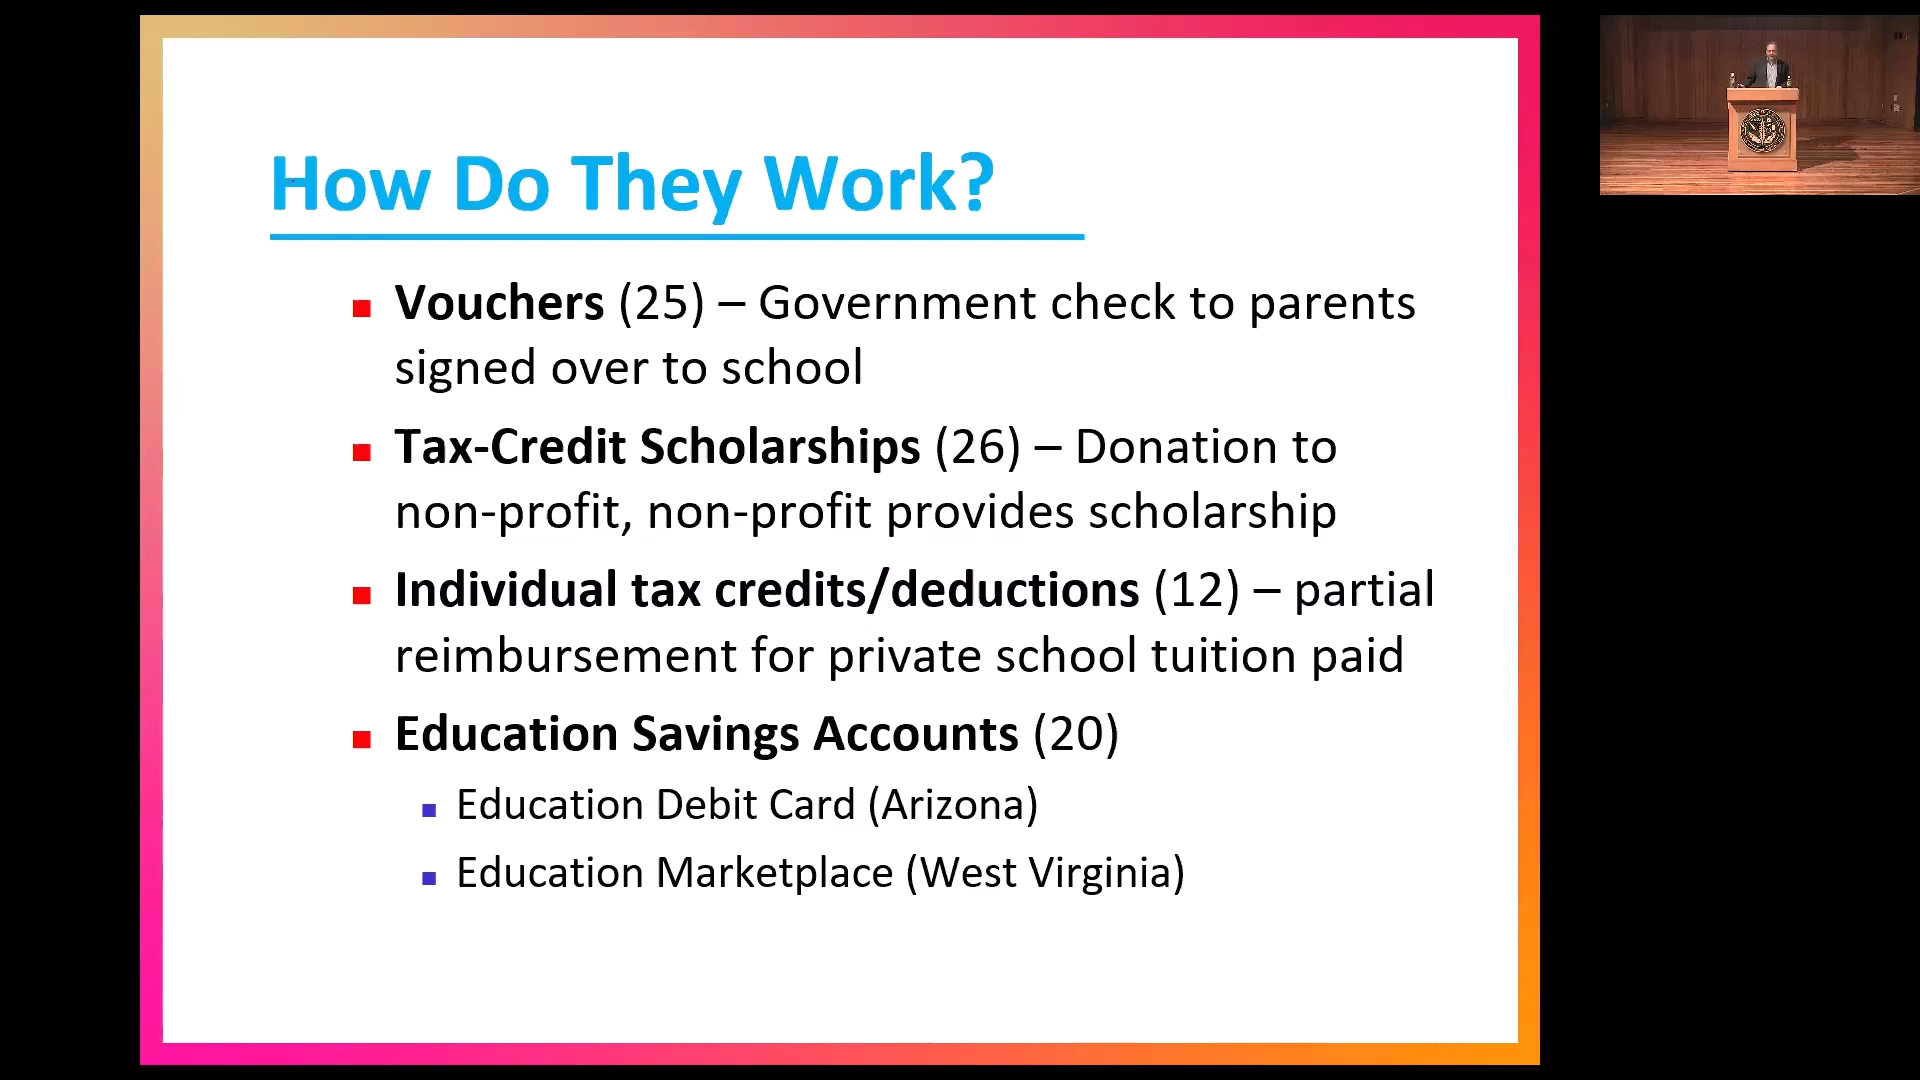 How Do They Work?
Vouchers (25) – Government check to parents
signed over to school
Tax-Credit Scholarships (26) – Donation to
non-profit, non-profit provides scholarship
Individual tax credits/deductions (12) – partial
reimbursement for private school tuition paid
Education Savings Accounts (20)
Education Debit Card (Arizona)
Education Marketplace (West Virginia)